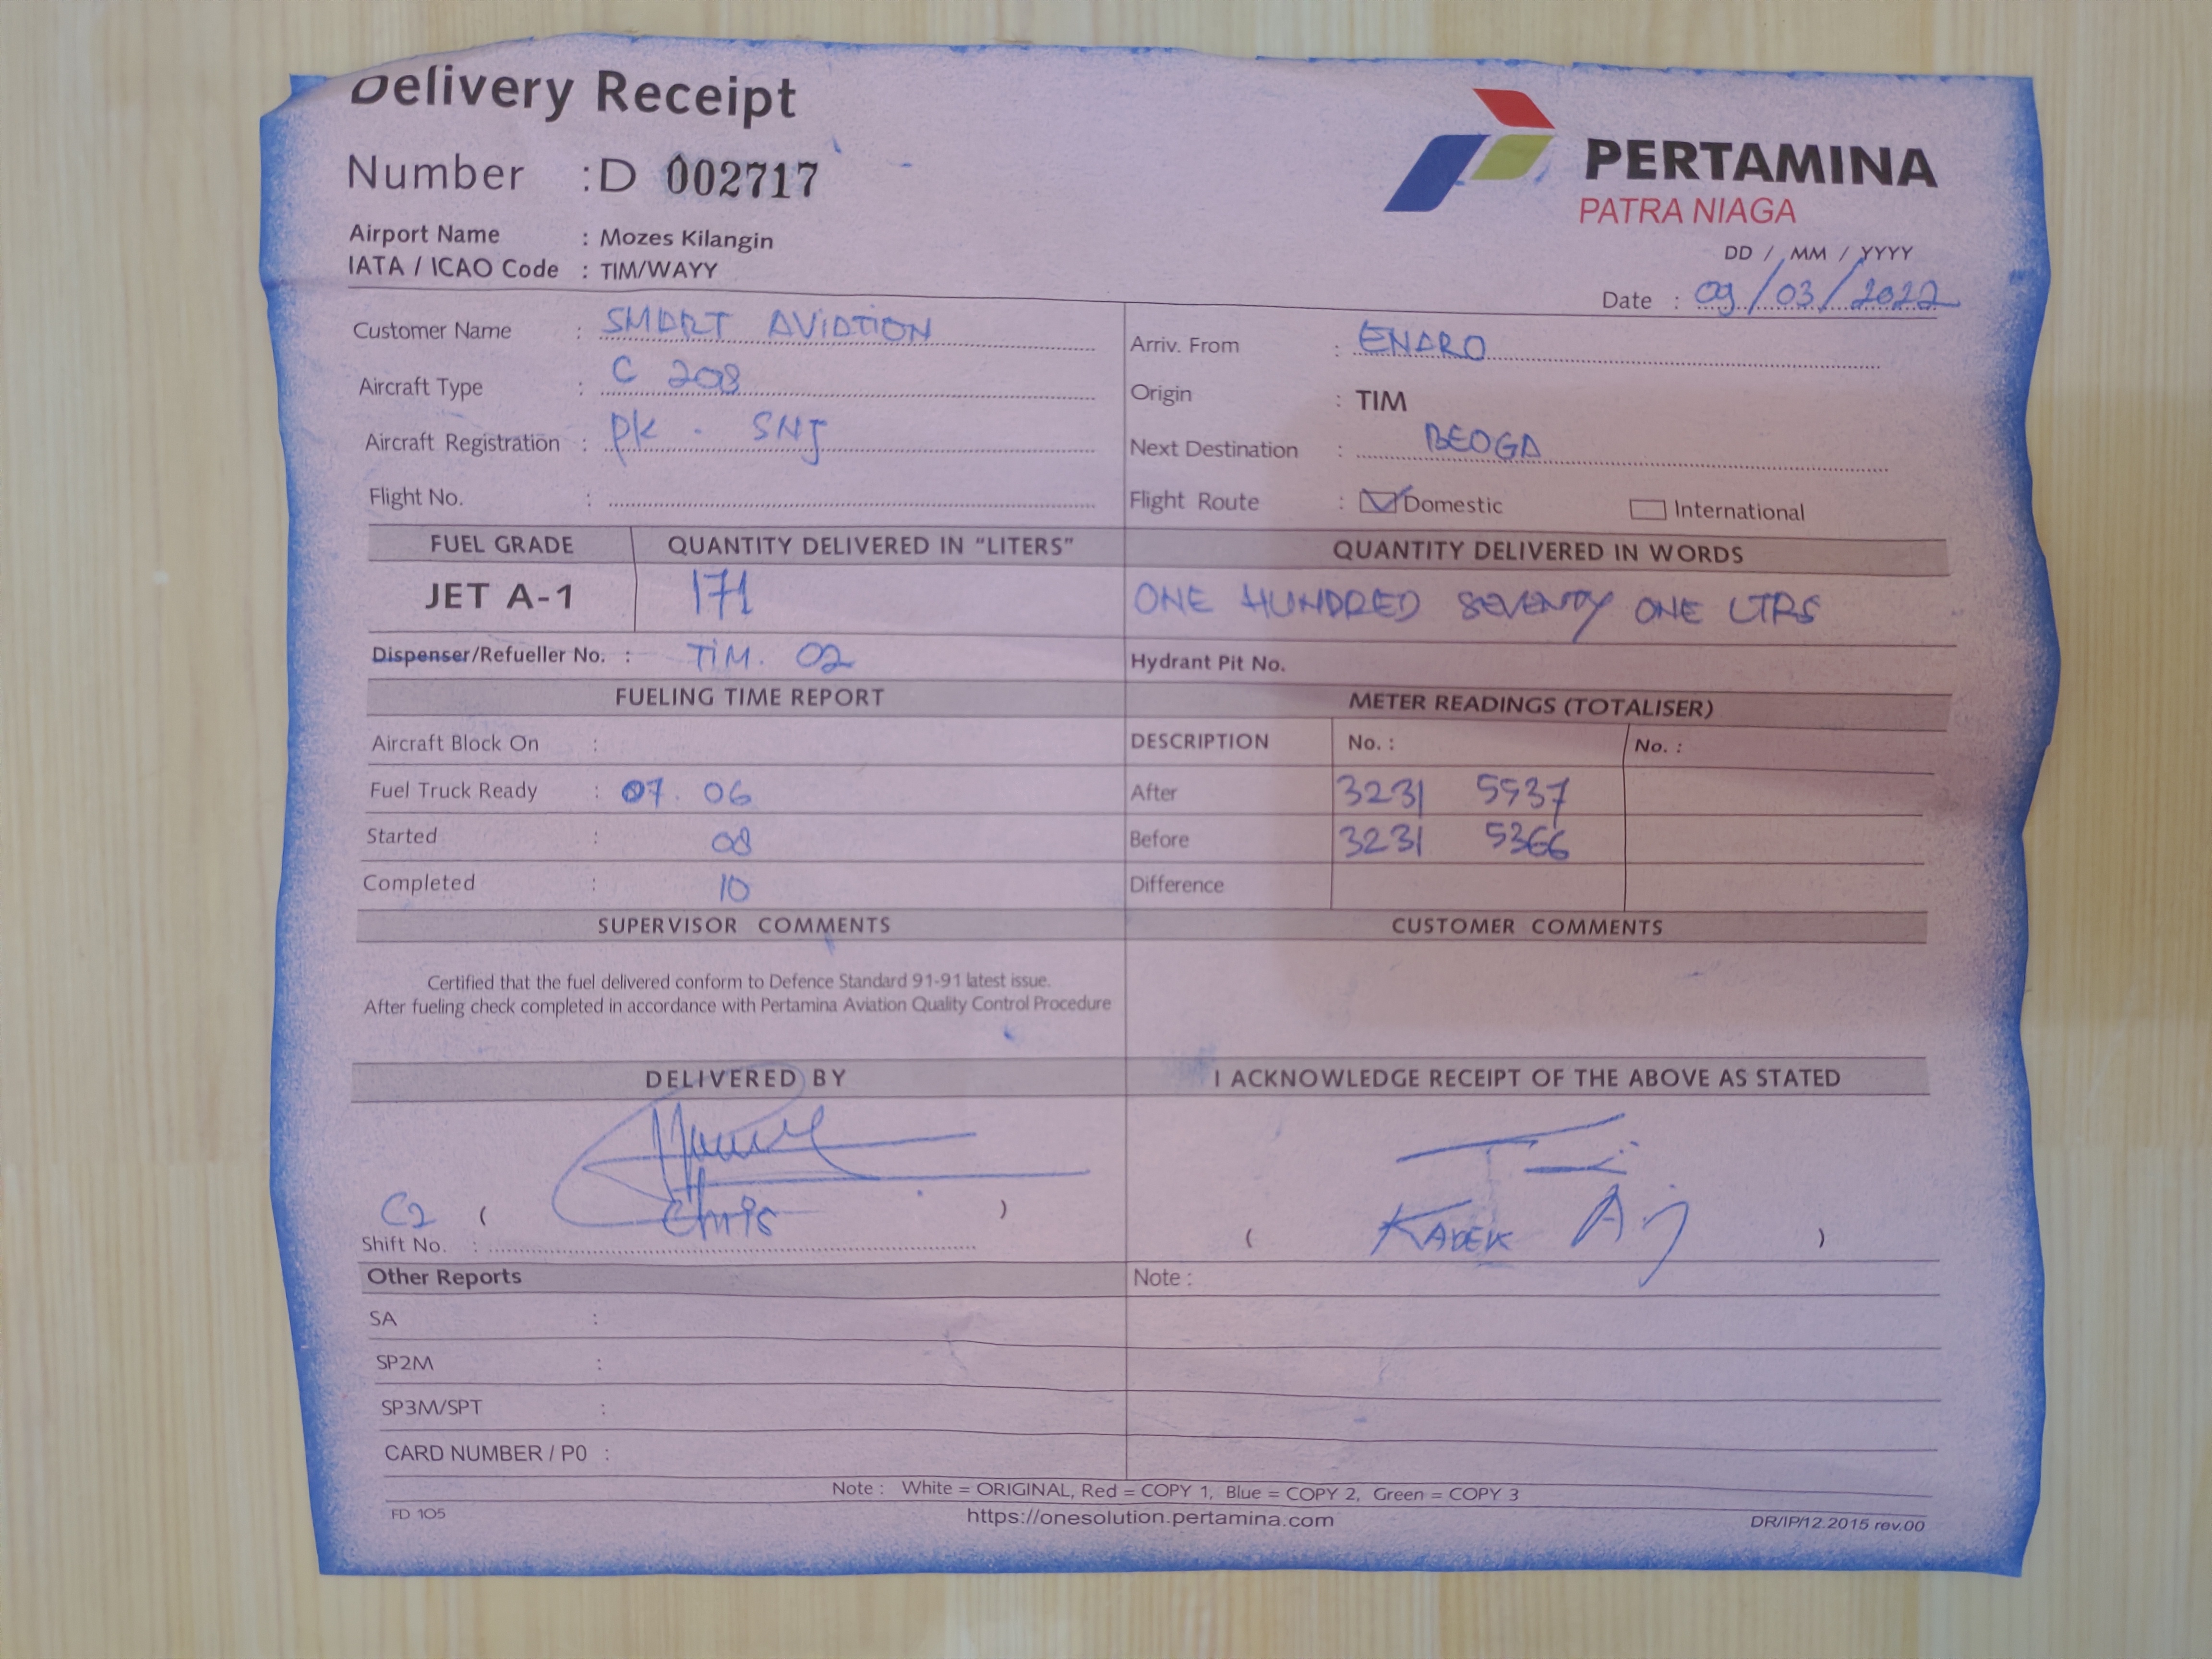 Delivery Receipt
Number : D 002717
PERTAMINA
PATRA NIAGA
Airport Name : Mozes Kilangin
IATA / ICAO Code : TIM/WAYY
DD / MM / YYYY
Date : 09/03/2022
Customer Name : SMART AVIATION
Arriv. From : ENARO
Aircraft Type : C 208
Origin : TIM
Aircraft Registration : PK - SNJ
Next Destination : BEOGA
Flight No. :
Flight Route : Domestic International
FUEL GRADE QUANTITY DELIVERED IN "LITERS" QUANTITY DELIVERED IN WORDS
JET A-1 171 ONE HUNDRED SEVENTY ONE LTRS
Dispenser/Refueller No. : TIM. 02 Hydrant Pit No.
FUELING TIME REPORT METER READINGS (TOTALISER)
Aircraft Block On : DESCRIPTION No. : No. :
Fuel Truck Ready : 07. 06 After 3231 5537
Started : 08 Before 3231 5366
Completed : 10 Difference
SUPERVISOR COMMENTS CUSTOMER COMMENTS
Certified that the fuel delivered conform to Defence Standard 91-91 latest issue.
After fueling check completed in accordance with Pertamina Aviation Quality Control Procedure
DELIVERED BY I ACKNOWLEDGE RECEIPT OF THE ABOVE AS STATED
C2 ( Chris ) ( KADEK )
Shift No. :
Other Reports Note :
SA :
SP2M :
SP3M/SPT :
CARD NUMBER / P0 :
Note : White = ORIGINAL, Red = COPY 1, Blue = COPY 2, Green = COPY 3
FD 105 https://onesolution.pertamina.com DR/IP/12.2015 rev.00